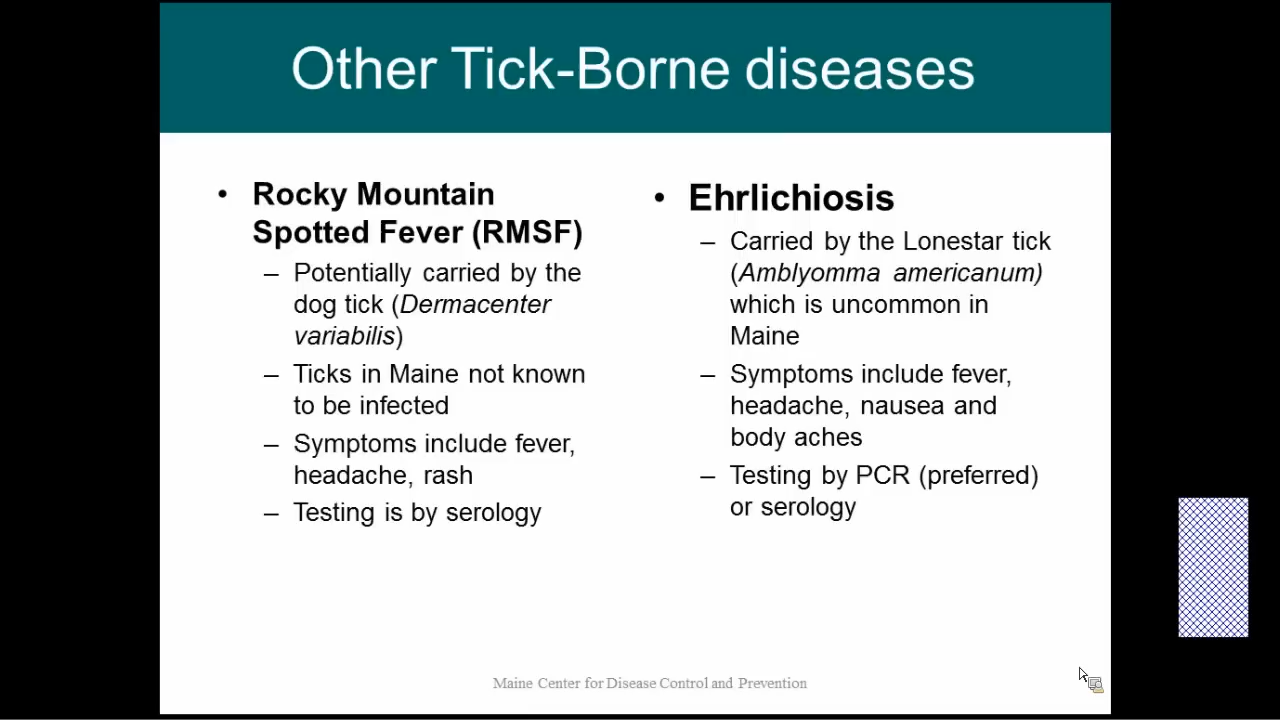 Other Tick-Borne diseases
• Rocky Mountain
Spotted Fever (RMSF)
– Potentially carried by the
dog tick (Dermacenter
variabilis)
– Ticks in Maine not known
to be infected
– Symptoms include fever,
headache, rash
– Testing is by serology
• Ehrlichiosis
– Carried by the Lonestar tick
(Amblyomma americanum)
which is uncommon in
Maine
– Symptoms include fever,
headache, nausea and
body aches
– Testing by PCR (preferred)
or serology
Maine Center for Disease Control and Prevention